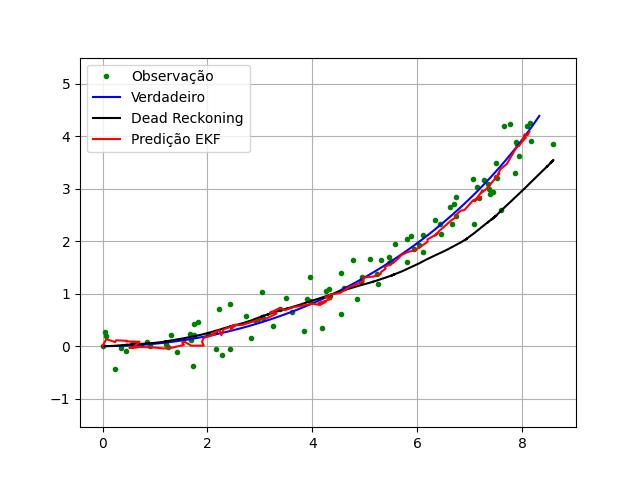 Observação
Verdadeiro
Dead Reckoning
Predição EKF
5
4
3
2
1
0
−1
0 2 4 6 8